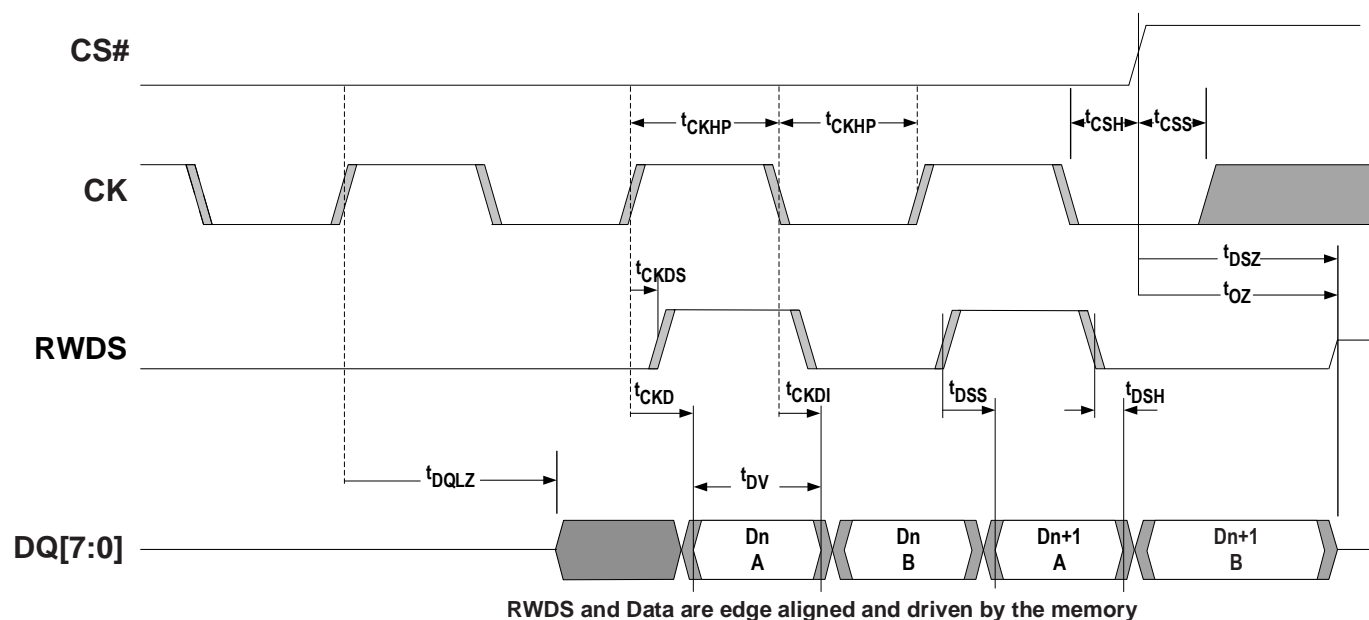 CS#
tCKHP tCKHP tCSH tCSS
CK
tDSZ
tCKDS
tOZ
RWDS
tCKD tCKDI tDSS tDSH
tDQLZ tDV
DQ[7:0]
Dn Dn Dn+1 Dn+1
A B A B
RWDS and Data are edge aligned and driven by the memory